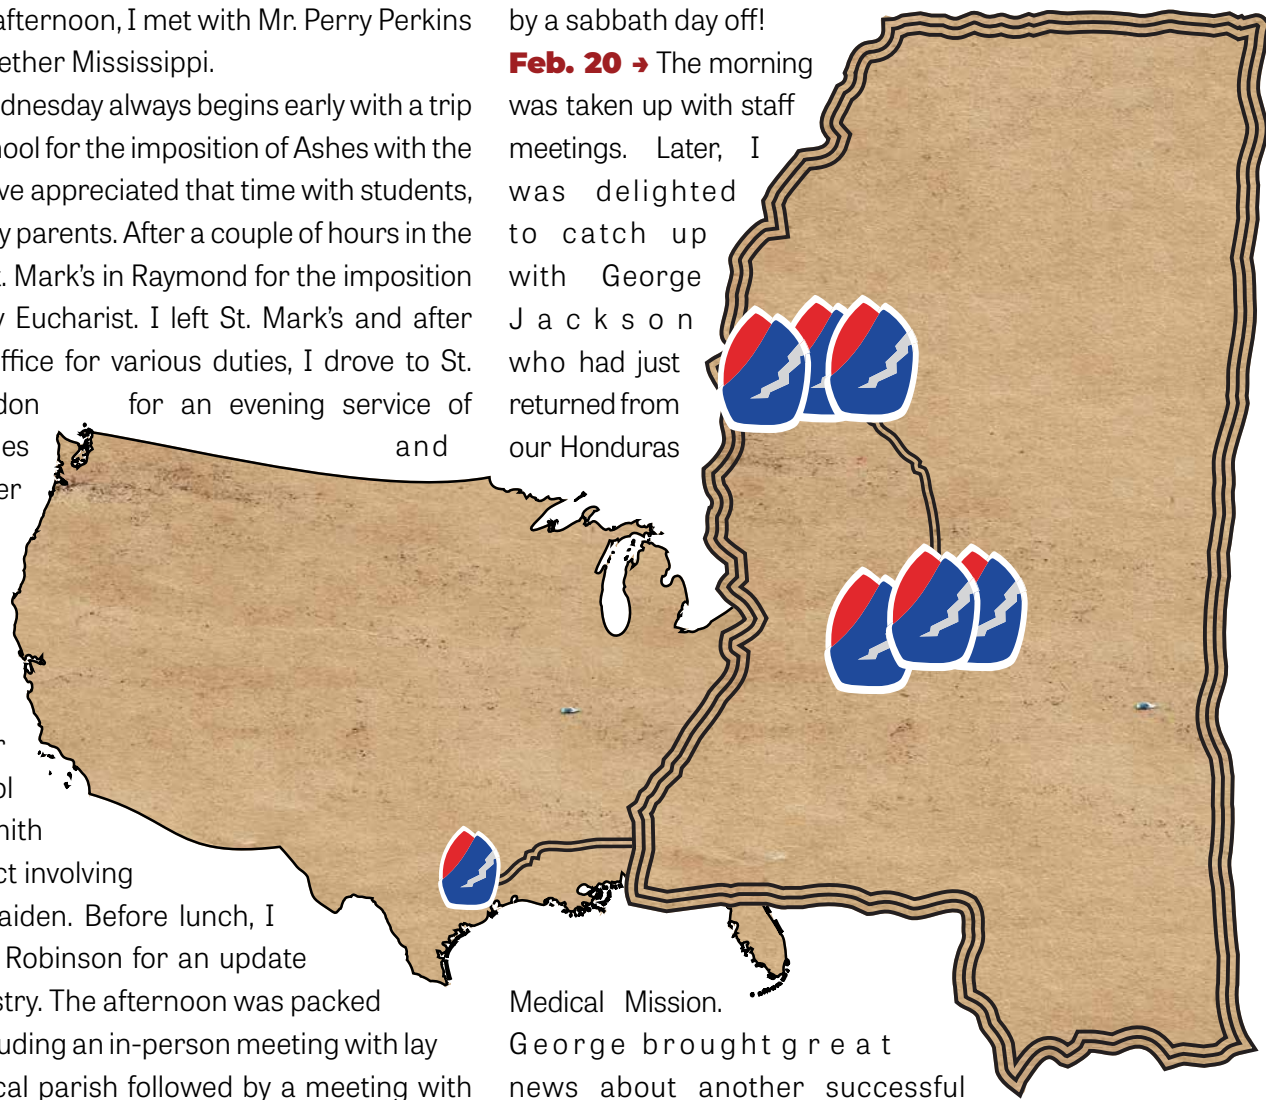 afternoon, I met with Mr. Perry Perkins
ether Mississippi.
dnesday always begins early with a trip
ool for the imposition of Ashes with the
ve appreciated that time with students,
y parents. After a couple of hours in the
t. Mark’s in Raymond for the imposition
y Eucharist. I left St. Mark’s and after
ffice for various duties, I drove to St.
don for an evening service of
es and
er
ol
ith
ct involving
aiden. Before lunch, I
Robinson for an update
stry. The afternoon was packed
uding an in-person meeting with lay
cal parish followed by a meeting with
by a sabbath day off!
Feb. 20 → The morning
was taken up with staff
meetings. Later, I
was delighted
to catch up
with George
Jackson
who had just
returned from
our Honduras
Medical Mission.
George brought great
news about another successful